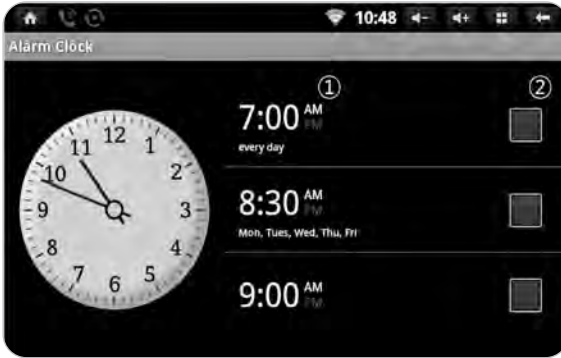 10:48
Alarm Clock
① ②
7:00 AM PM
every day
8:30 AM PM
Mon, Tues, Wed, Thu, Fri
9:00 AM PM
12
11 1
10 2
9 3
8 4
7 5
6